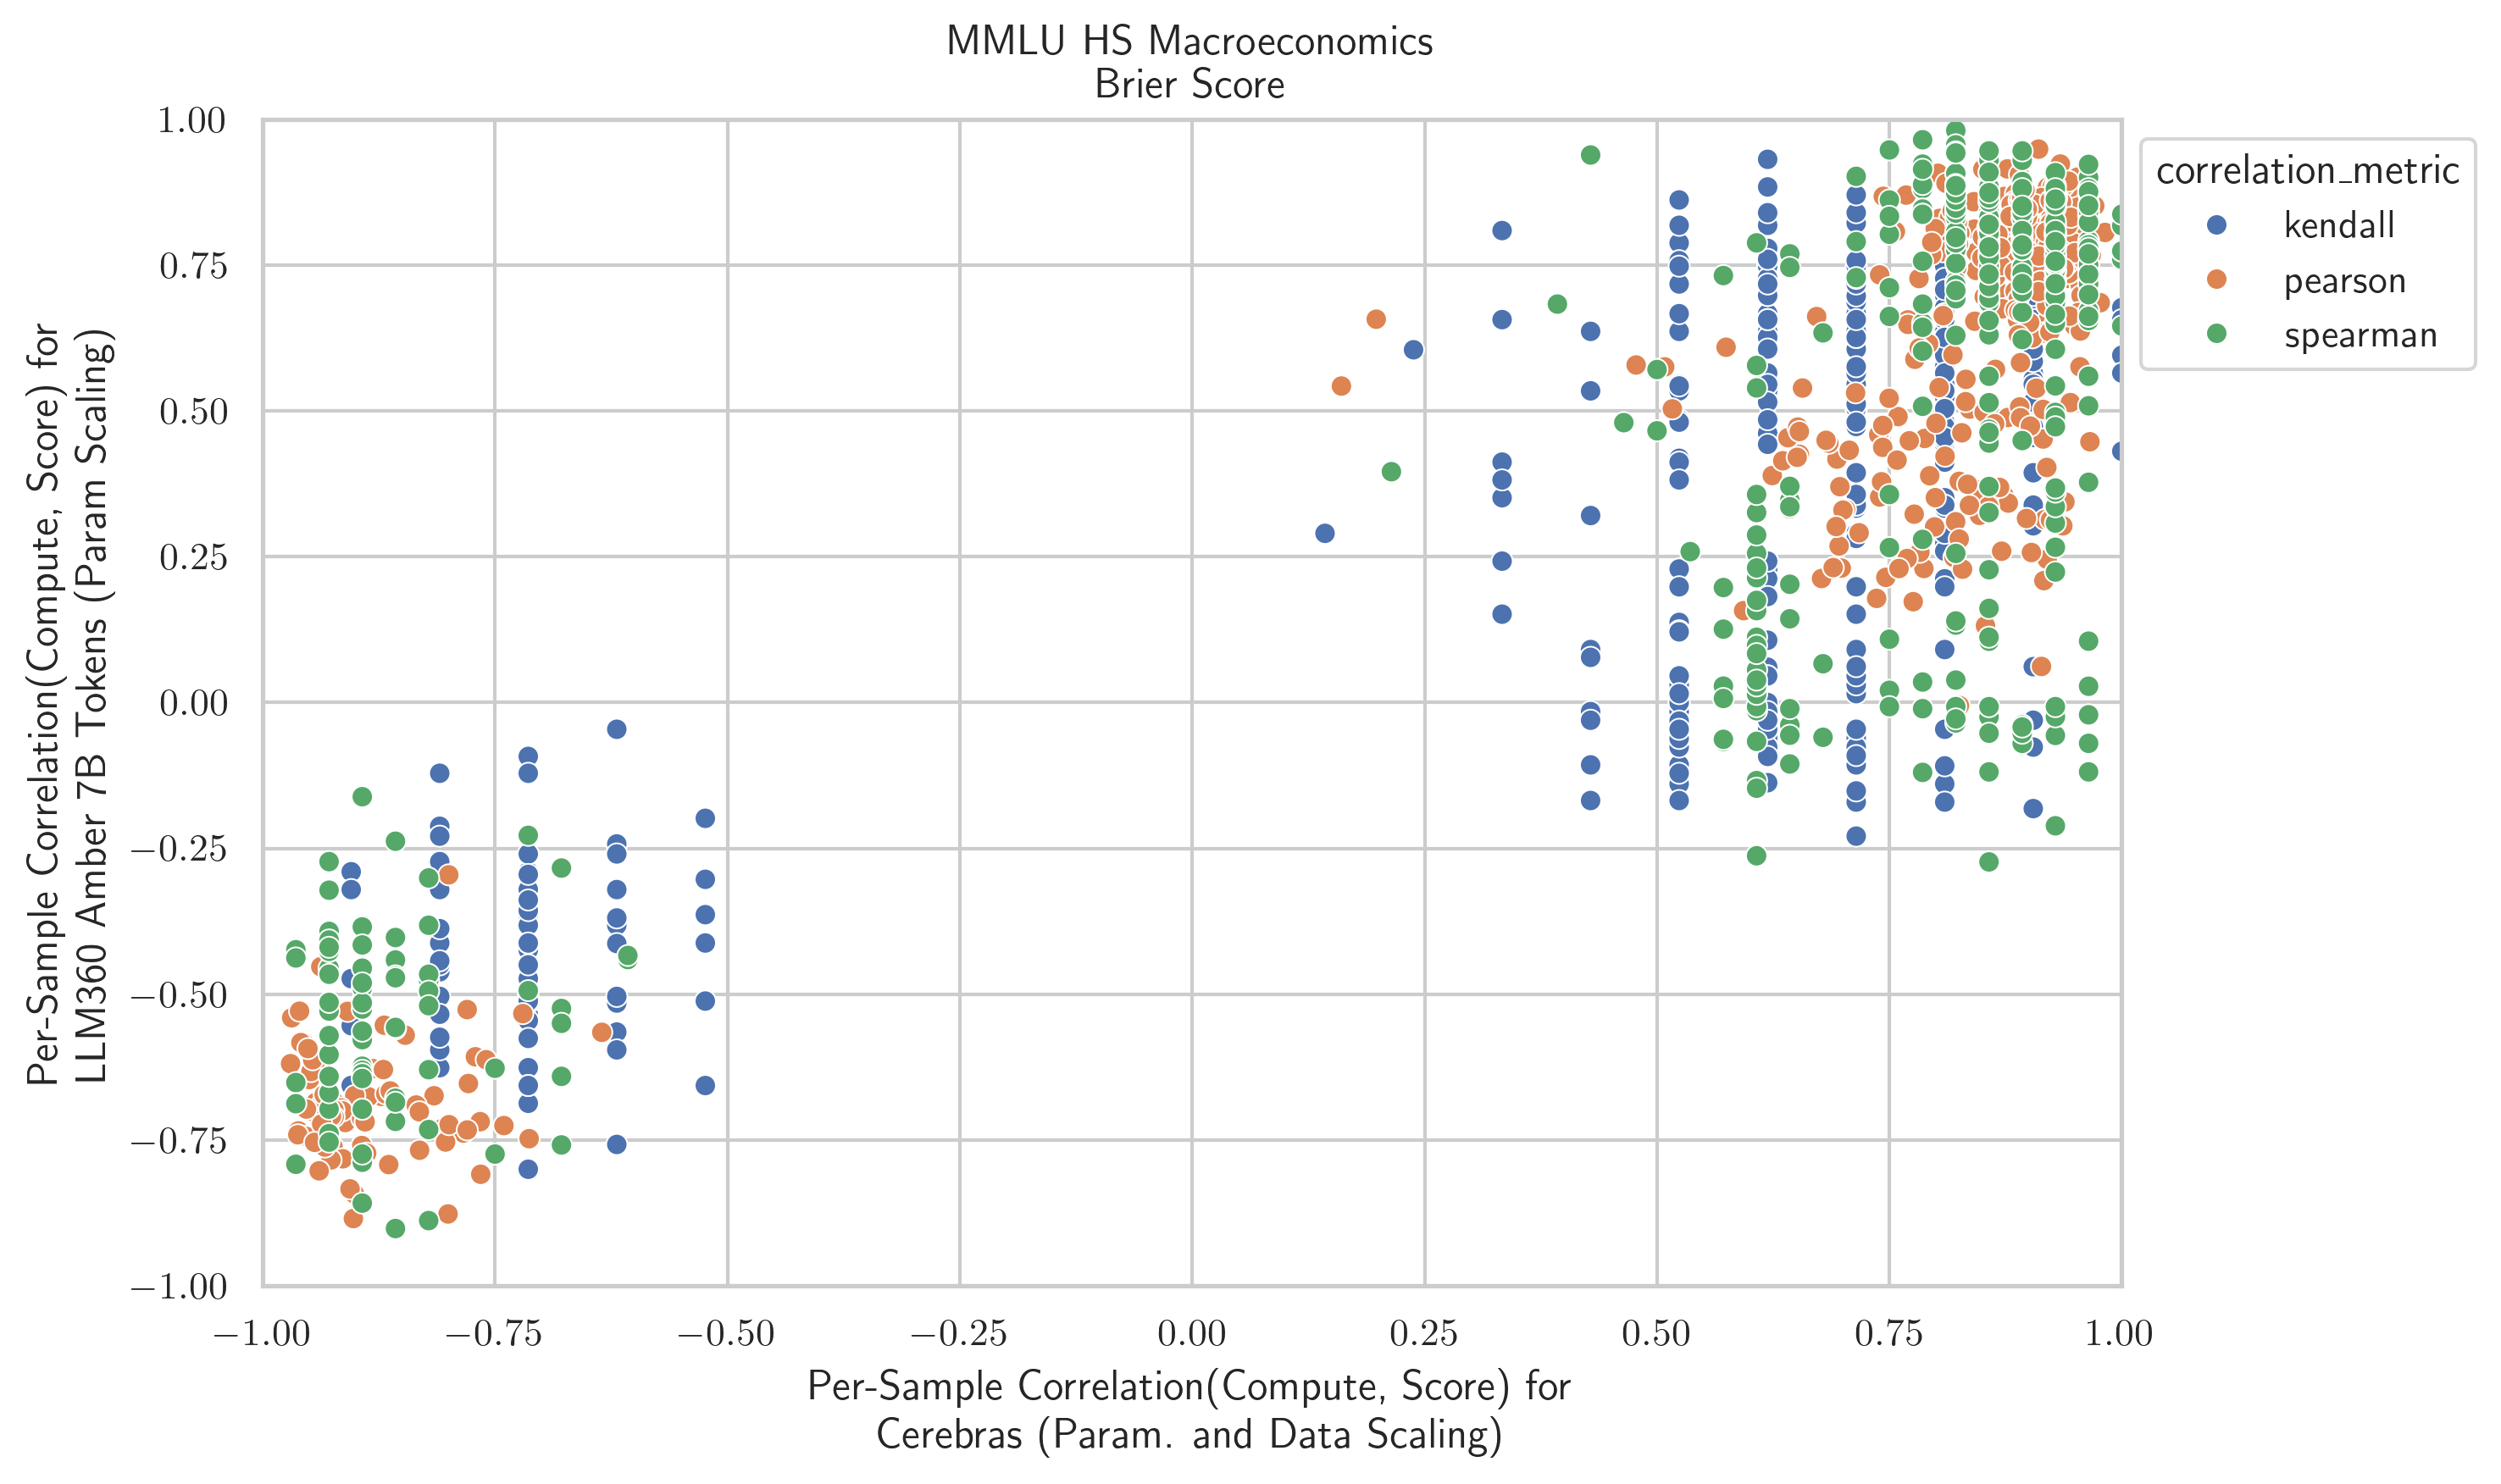 MMLU HS Macroeconomics
Brier Score
Per-Sample Correlation(Compute, Score) for
LLM360 Amber 7B Tokens (Param Scaling)
1.00
0.75
0.50
0.25
0.00
−0.25
−0.50
−0.75
−1.00
−1.00 −0.75 −0.50 −0.25 0.00 0.25 0.50 0.75 1.00
Per-Sample Correlation(Compute, Score) for
Cerebras (Param. and Data Scaling)
correlation_metric
kendall
pearson
spearman